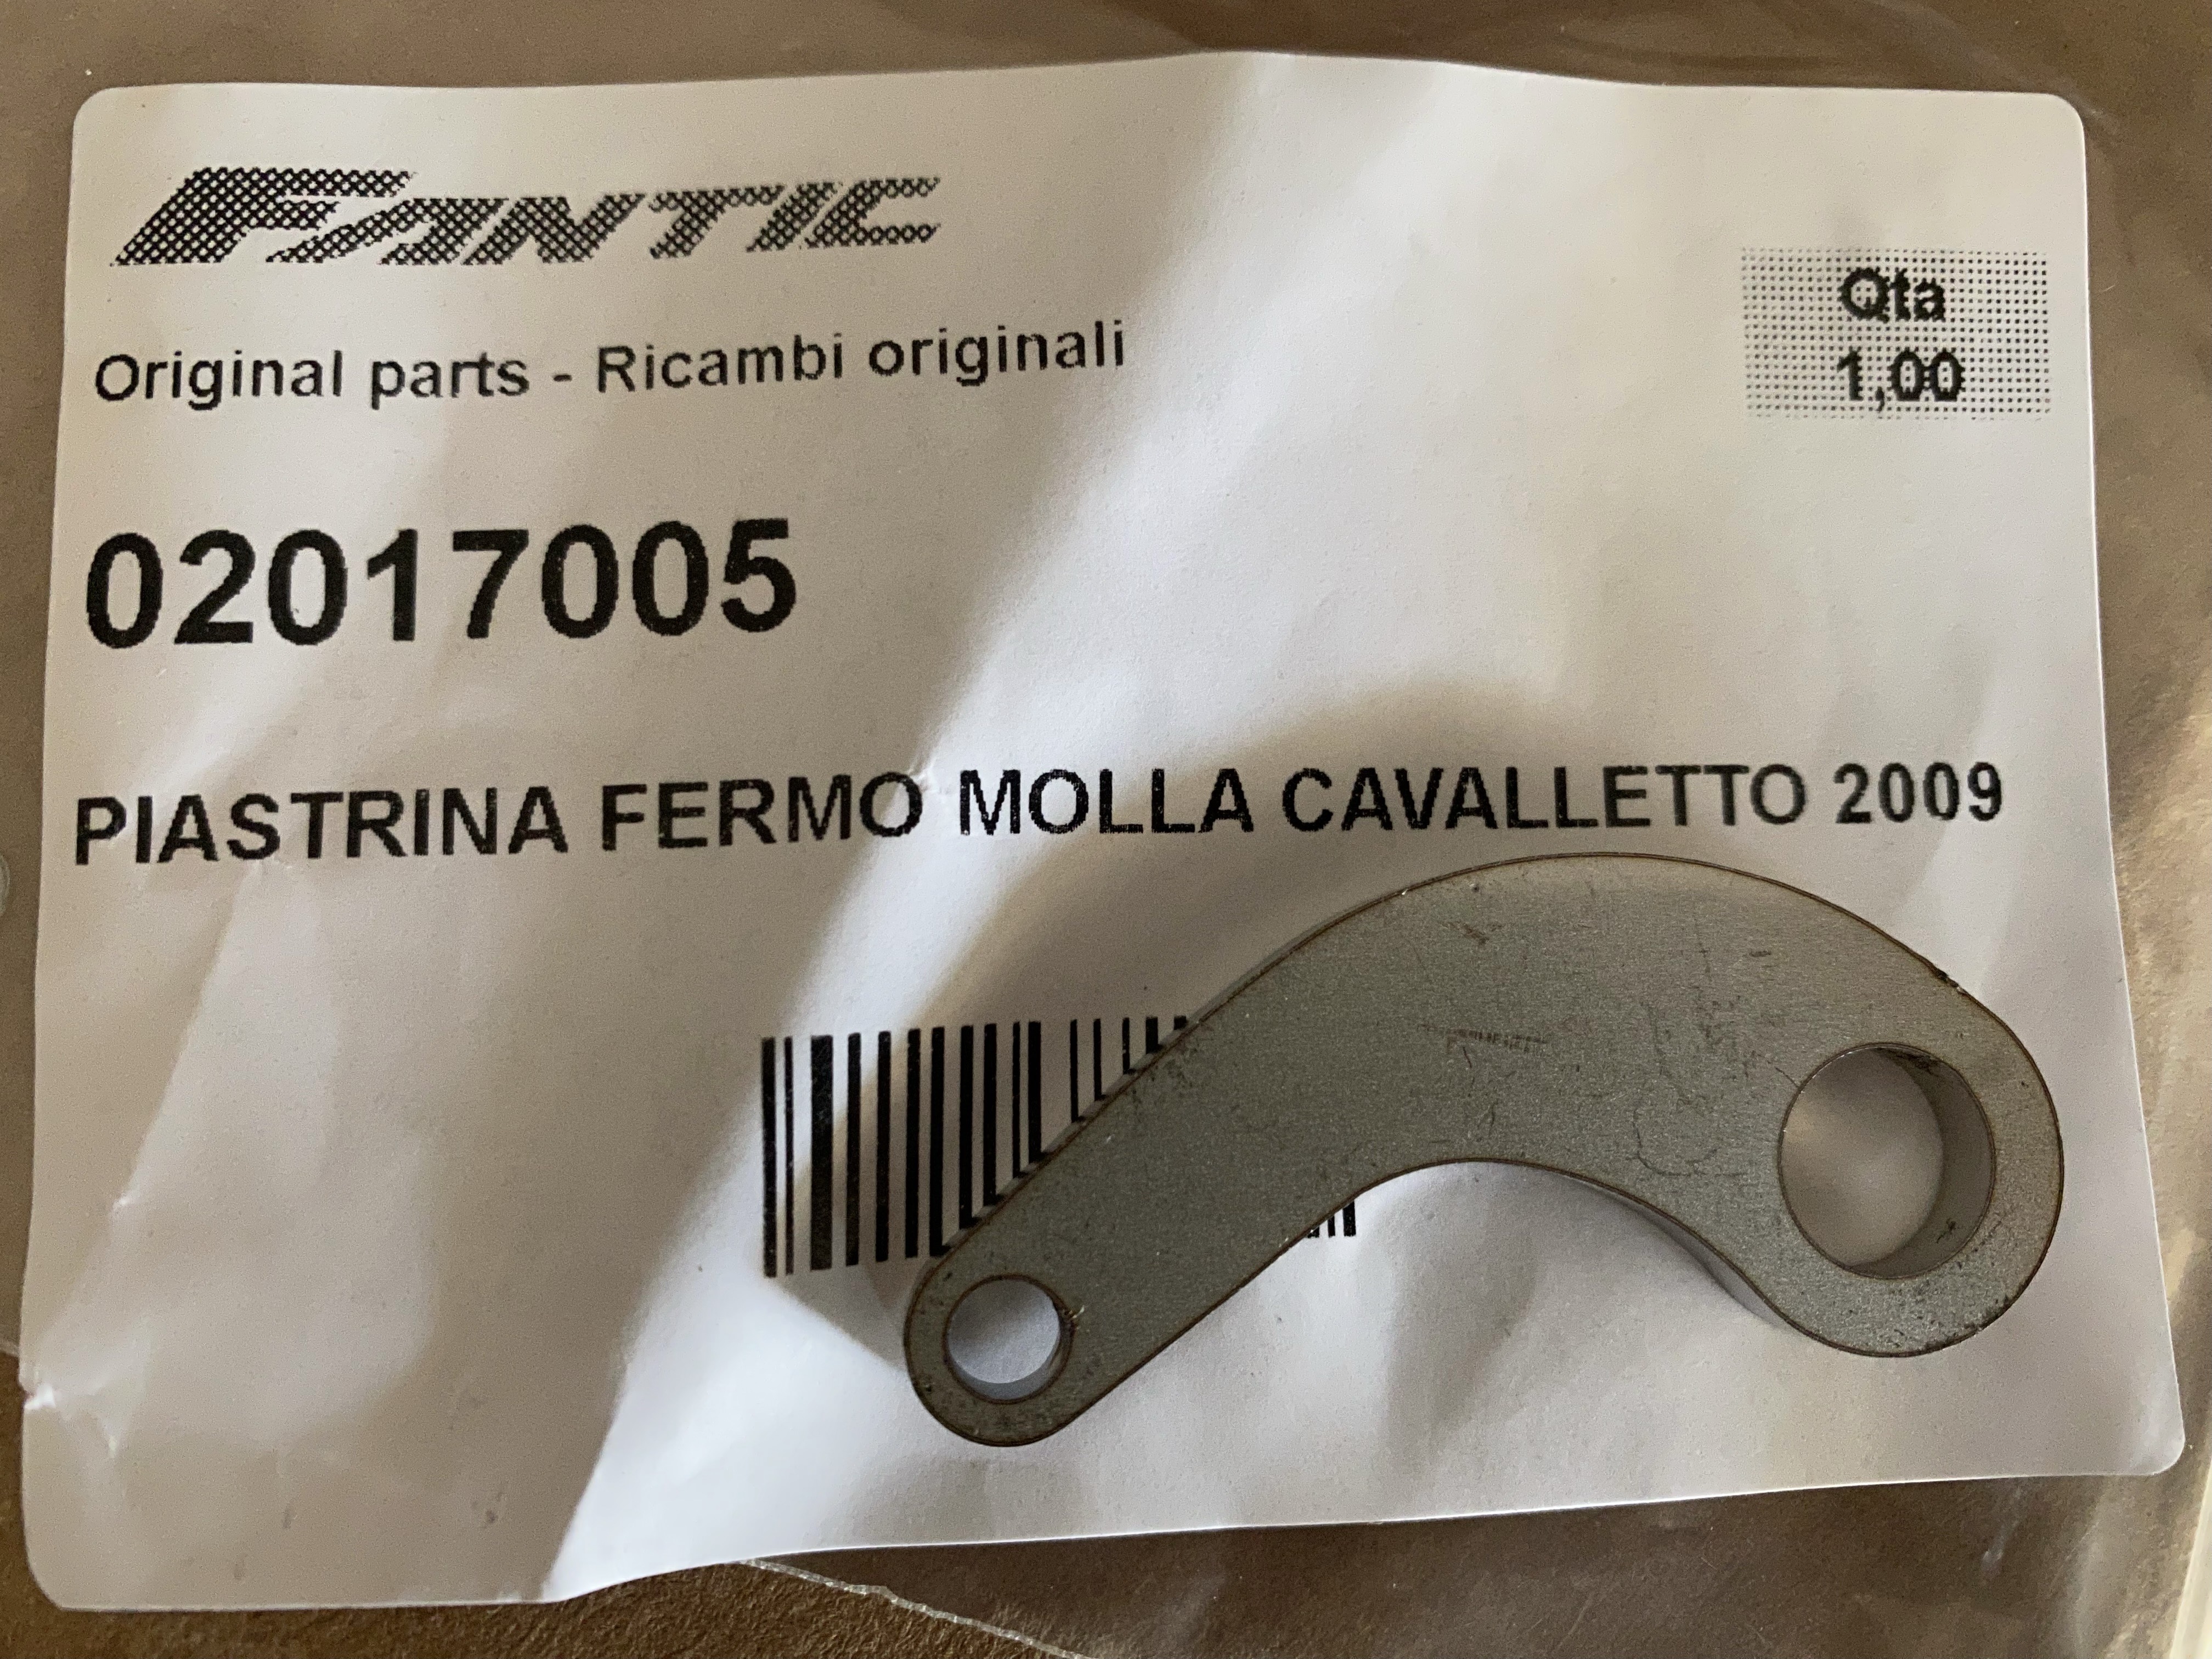 FANTIC
Original parts - Ricambi originali
Qta
1,00
02017005
PIASTRINA FERMO MOLLA CAVALLETTO 2009